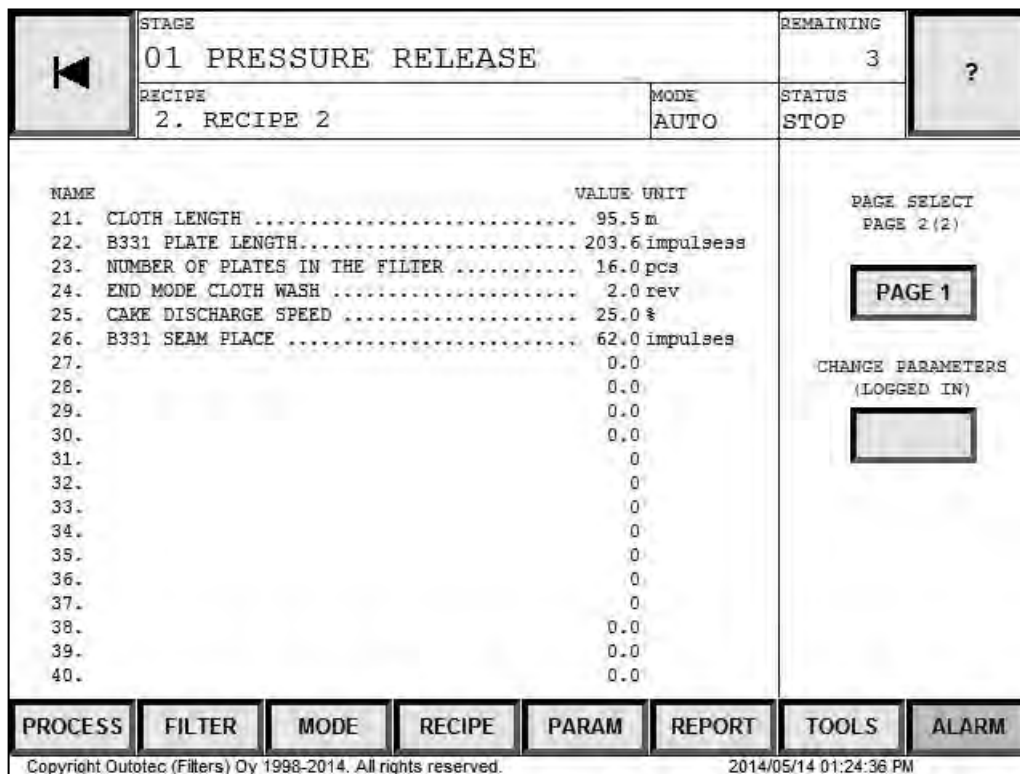 STAGE
01 PRESSURE RELEASE
REMAINING
3
?
RECIPE
2. RECIPE 2
MODE
AUTO
STATUS
STOP
NAME VALUE UNIT
21. CLOTH LENGTH ............................. 95.5 m
22. B331 PLATE LENGTH......................... 203.6 impulsess
23. NUMBER OF PLATES IN THE FILTER ........... 16.0 pcs
24. END MODE CLOTH WASH ...................... 2.0 rev
25. CAKE DISCHARGE SPEED ..................... 25.0 %
26. B331 SEAM PLACE .......................... 62.0 impulses
27. 0.0
28. 0.0
29. 0.0
30. 0.0
31. 0
32. 0
33. 0
34. 0
35. 0
36. 0
37. 0
38. 0.0
39. 0.0
40. 0.0
PAGE SELECT
PAGE 2(2)
PAGE 1
CHANGE PARAMETERS
(LOGGED IN)
PROCESS FILTER MODE RECIPE PARAM REPORT TOOLS ALARM
Copyright Outotec (Filters) Oy 1998-2014. All rights reserved. 2014/05/14 01:24:36 PM